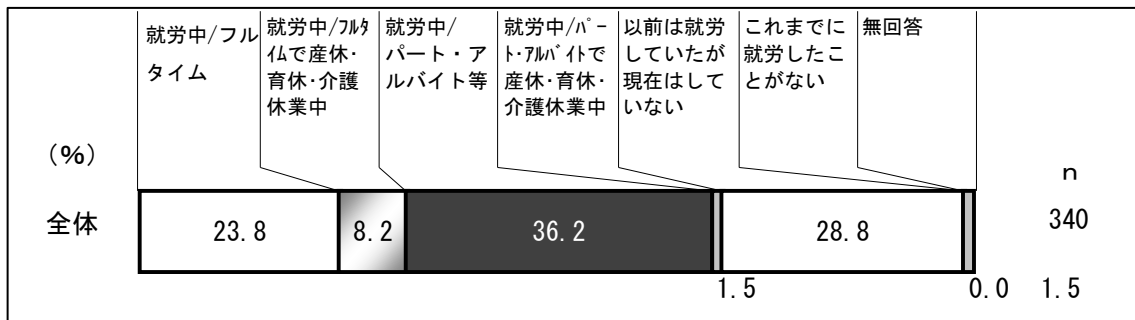 就労中/フル
タイム
就労中/ﾌﾙﾀ
ｲﾑで産休･
育休･介護
休業中
就労中/
パート・ア
ルバイト等
就労中/ﾊﾟｰ
ﾄ･ｱﾙﾊﾞｲﾄで
産休･育休･
介護休業中
以前は就労
していたが
現在はして
いない
これまでに
就労したこ
とがない
無回答
(%)
n
全体
23.8
8.2
36.2
28.8
340
1.5
0.0
1.5